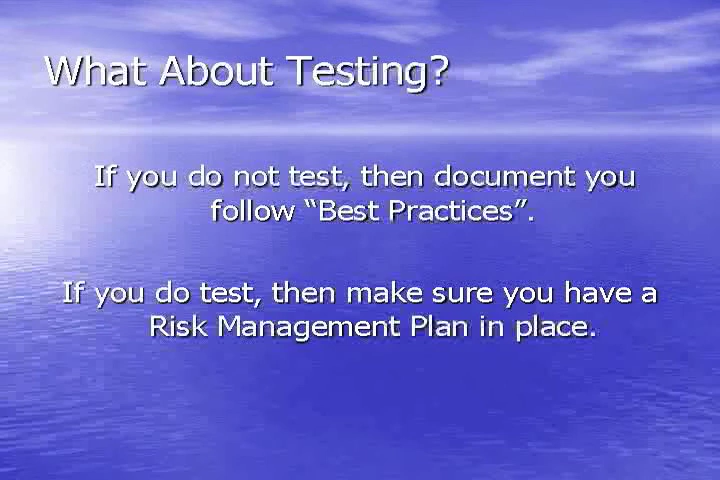 What About Testing?
If you do not test, then document you
follow “Best Practices”.
If you do test, then make sure you have a
Risk Management Plan in place.